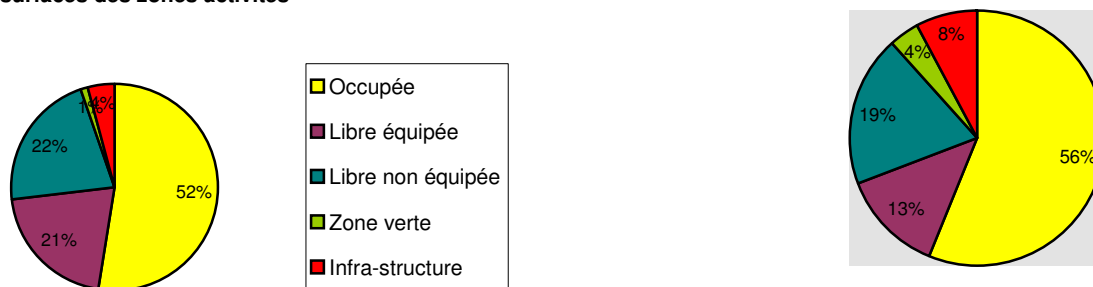 surfaces des zones activités
1%
4%
22%
52%
21%
Occupée
Libre équipée
Libre non équipée
Zone verte
Infra-structure
8%
4%
19%
56%
13%